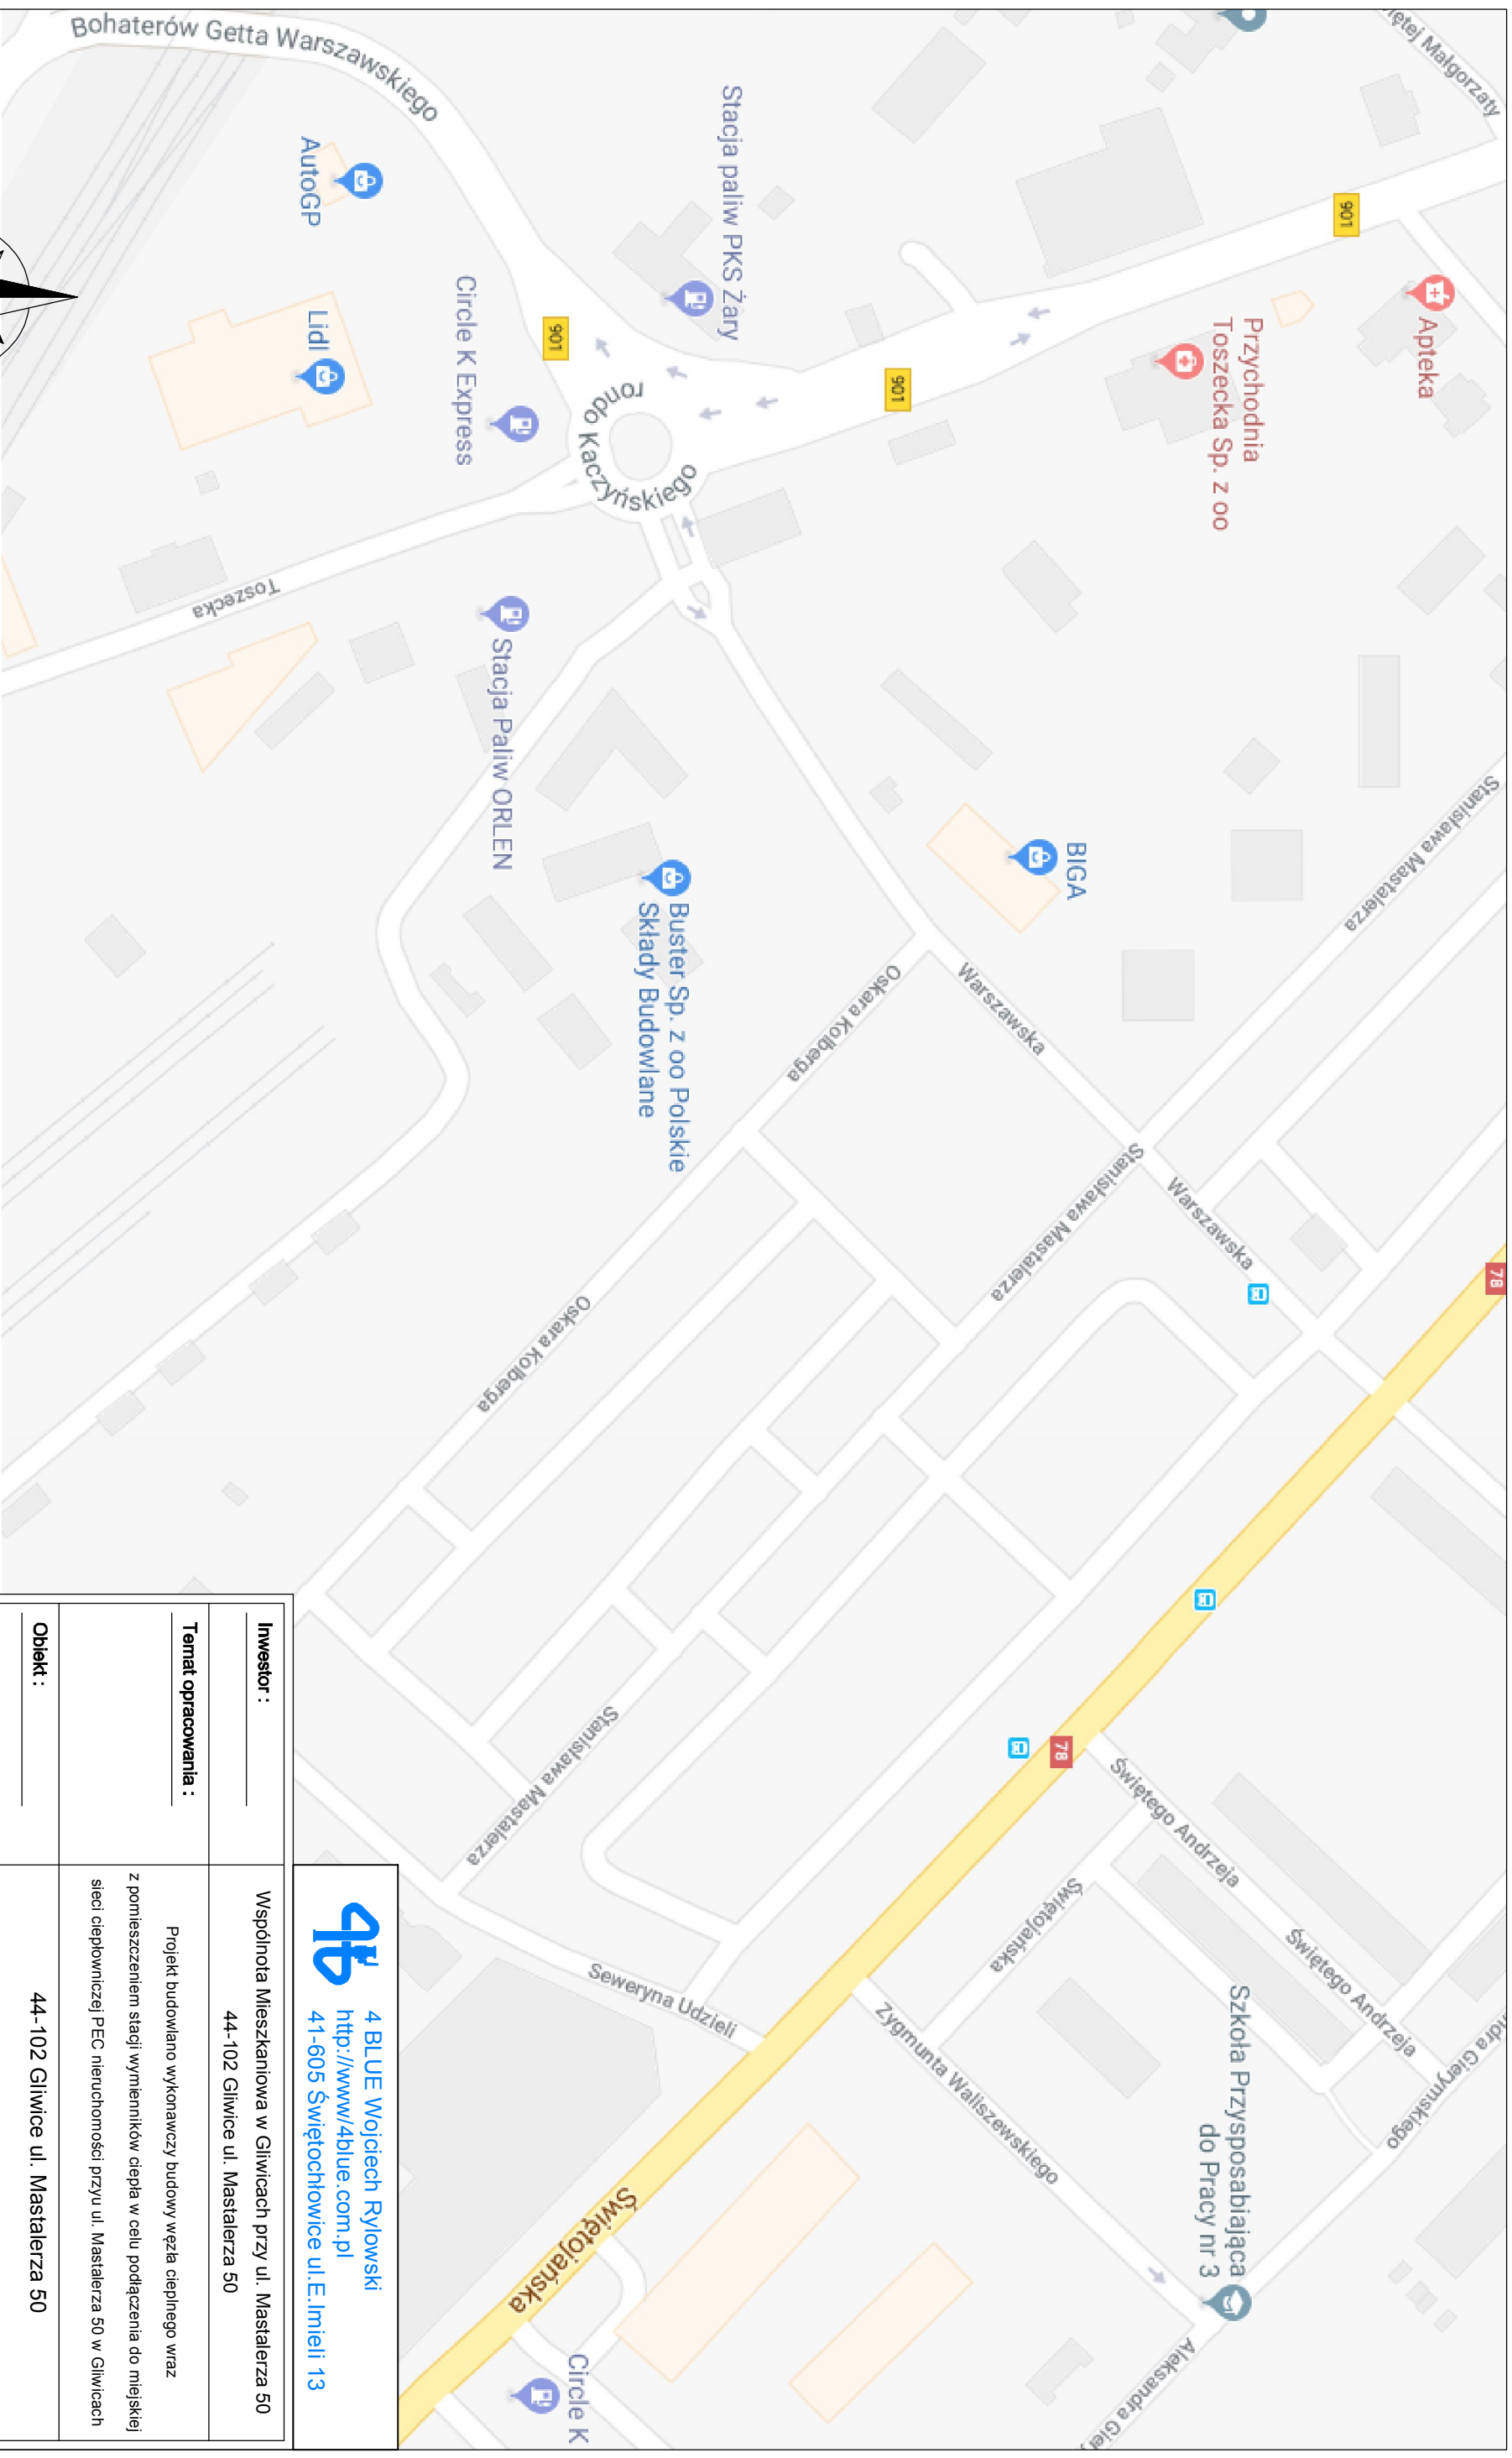 Świętojańska
Circle K
Aleksandra Gier
Szkoła Przysposabiająca
do Pracy nr 3
Zygmunta Waliszewskiego
Seweryna Udzieli
Świętojańska
Świętego Andrzeja
Świętego Andrzeja
ndra Gierymskiego
78
78
Stanisława Mastalerza
Stanisława Mastalerza
Stanisława Mastalerza
Warszawska
Warszawska
Oskara Kolberga
Oskara Kolberga
BIGA
Buster Sp. z oo Polskie
Składy Budowlane
Stacja Paliw ORLEN
Toszecka
rondo Kaczyńskiego
Circle K Express
Lidl
AutoGP
Bohaterów Getta Warszawskiego
Stacja paliw PKS Żary
901
901
901
Przychodnia
Toszecka Sp. z oo
Apteka
iętej Małgorzaty
4 BLUE Wojciech Rylowski
http://www/4blue.com.pl
41-605 Świętochłowice ul.E.Imieli 13
Inwestor :
Wspólnota Mieszkaniowa w Gliwicach przy ul. Mastalerza 50
44-102 Gliwice ul. Mastalerza 50
Temat opracowania :
Projekt budowlano wykonawczy budowy węzła cieplnego wraz
z pomieszczeniem stacji wymienników ciepła w celu podłączenia do miejskiej
sieci ciepłowniczej PEC nieruchomości przyu ul. Mastalerza 50 w Gliwicach
Obiekt :
44-102 Gliwice ul. Mastalerza 50